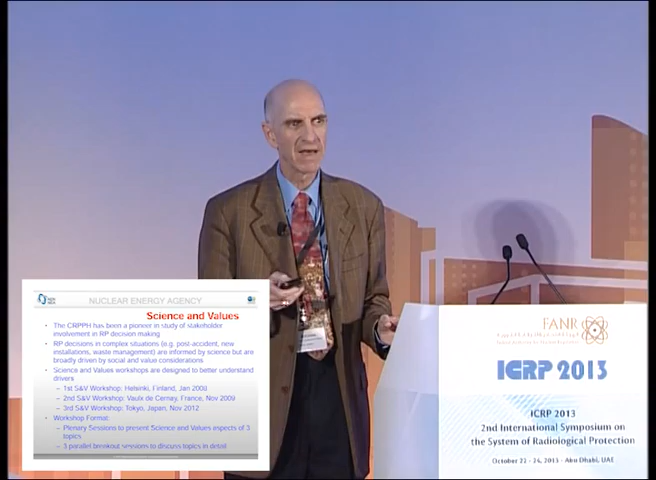 NUCLEAR ENERGY AGENCY
Science and Values
• The CRPPH has been a pioneer in study of stakeholder
involvement in RP decision making
• RP decisions in complex situations (e.g. post-accident, new
installations, waste management) are informed by science but are
broadly driven by social and value considerations
• Science and Values workshops are designed to better understand
drivers
– 1st S&V Workshop: Helsinki, Finland, Jan 2008
– 2nd S&V Workshop: Vaulx de Cernay, France, Nov 2009
– 3rd S&V Workshop: Tokyo, Japan, Nov 2012
• Workshop Format:
– Plenary Sessions to present Science and Values aspects of 3
topics
– 3 parallel breakout sessions to discuss topics in detail
FANR
ICRP 2013
ICRP 2013
2nd International Symposium on
the System of Radiological Protection
October 22 - 24, 2013 - Abu Dhabi, UAE